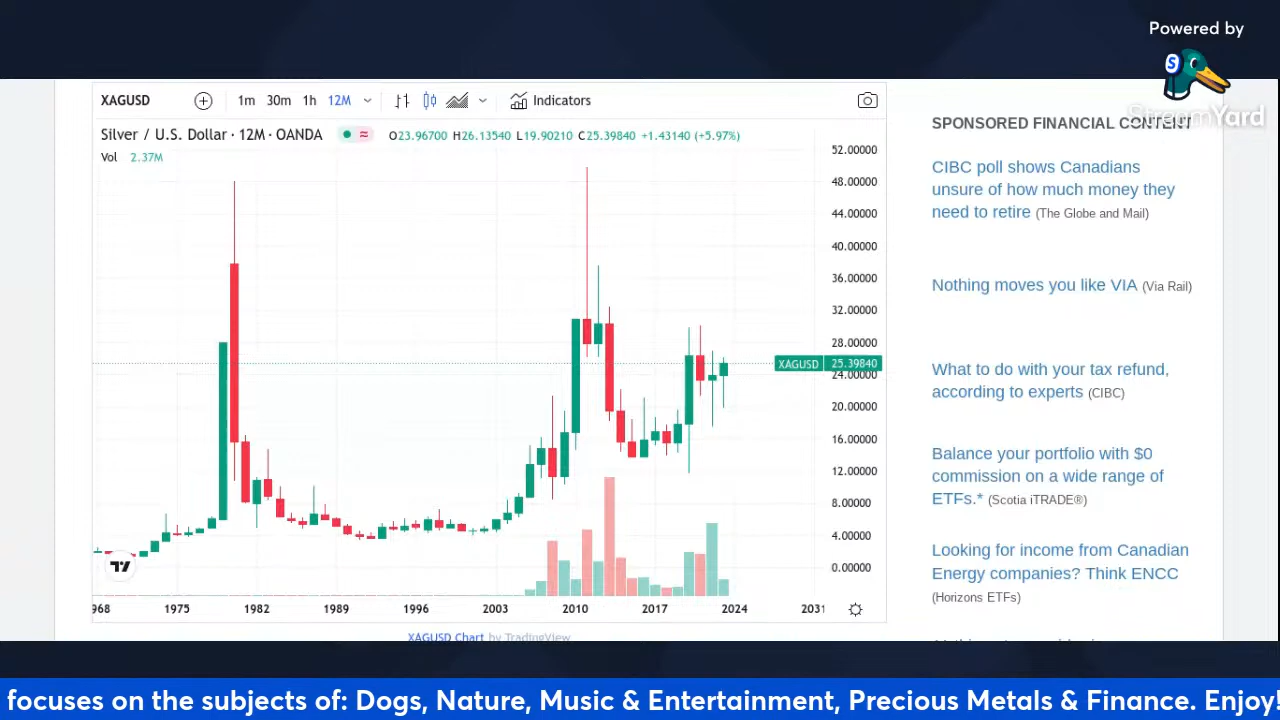 Powered by
S
StreamYard
XAGUSD
1m 30m 1h 12M
Indicators
Silver / U.S. Dollar · 12M · OANDA
≈
O23.96700 H26.13540 L19.90210 C25.39840 +1.43140 (+5.97%)
Vol 2.37M
52.00000
48.00000
44.00000
40.00000
36.00000
32.00000
28.00000
XAGUSD 25.39840
24.00000
20.00000
16.00000
12.00000
8.00000
4.00000
0.00000
968 1975 1982 1989 1996 2003 2010 2017 2024 2031
XAGUSD Chart by TradingView
SPONSORED FINANCIAL CONTENT
CIBC poll shows Canadians
unsure of how much money they
need to retire (The Globe and Mail)
Nothing moves you like VIA (Via Rail)
What to do with your tax refund,
according to experts (CIBC)
Balance your portfolio with $0
commission on a wide range of
ETFs.* (Scotia iTRADE®)
Looking for income from Canadian
Energy companies? Think ENCC
(Horizons ETFs)
focuses on the subjects of: Dogs, Nature, Music & Entertainment, Precious Metals & Finance. Enjoy!